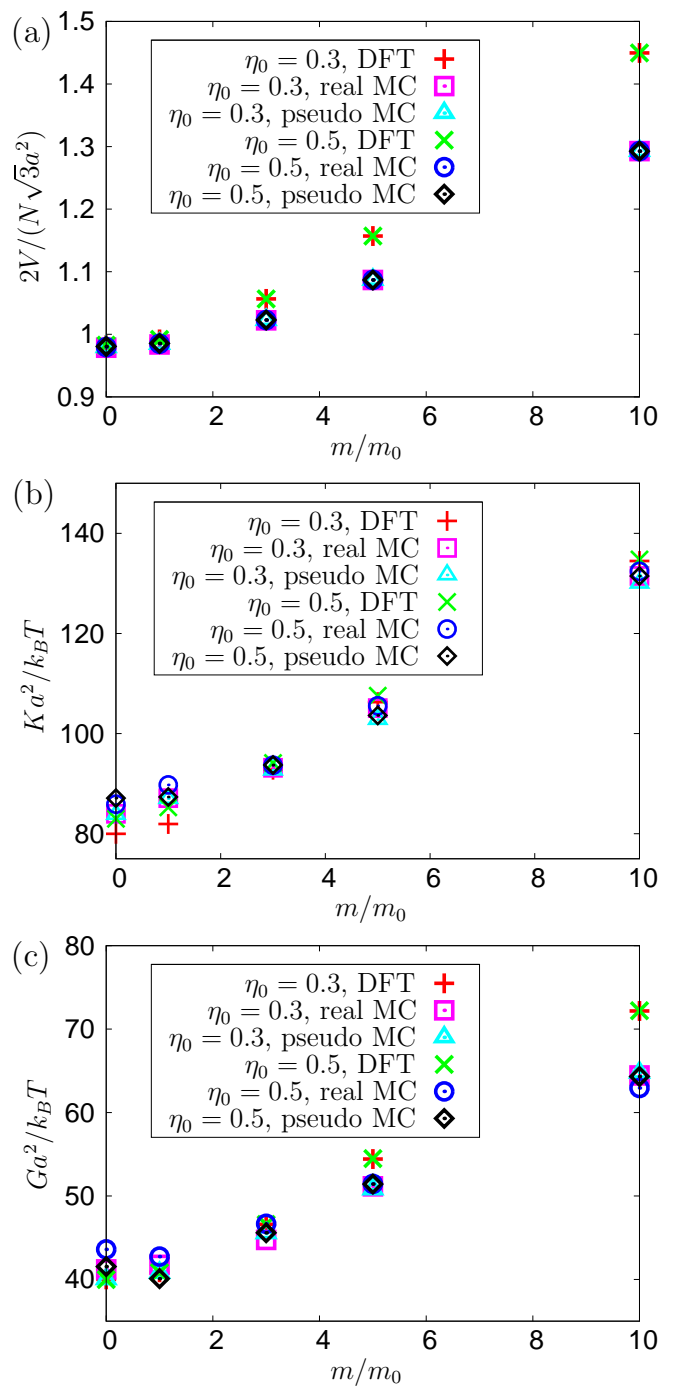 (a)
1.5
1.4
1.3
1.2
1.1
1
0.9
2V/(N√3a²)
η₀ = 0.3, DFT
η₀ = 0.3, real MC
η₀ = 0.3, pseudo MC
η₀ = 0.5, DFT
η₀ = 0.5, real MC
η₀ = 0.5, pseudo MC
0 2 4 6 8 10
m/m₀
(b)
140
120
100
80
Ka²/k_BT
η₀ = 0.3, DFT
η₀ = 0.3, real MC
η₀ = 0.3, pseudo MC
η₀ = 0.5, DFT
η₀ = 0.5, real MC
η₀ = 0.5, pseudo MC
0 2 4 6 8 10
m/m₀
(c)
80
70
60
50
40
Ga²/k_BT
η₀ = 0.3, DFT
η₀ = 0.3, real MC
η₀ = 0.3, pseudo MC
η₀ = 0.5, DFT
η₀ = 0.5, real MC
η₀ = 0.5, pseudo MC
0 2 4 6 8 10
m/m₀